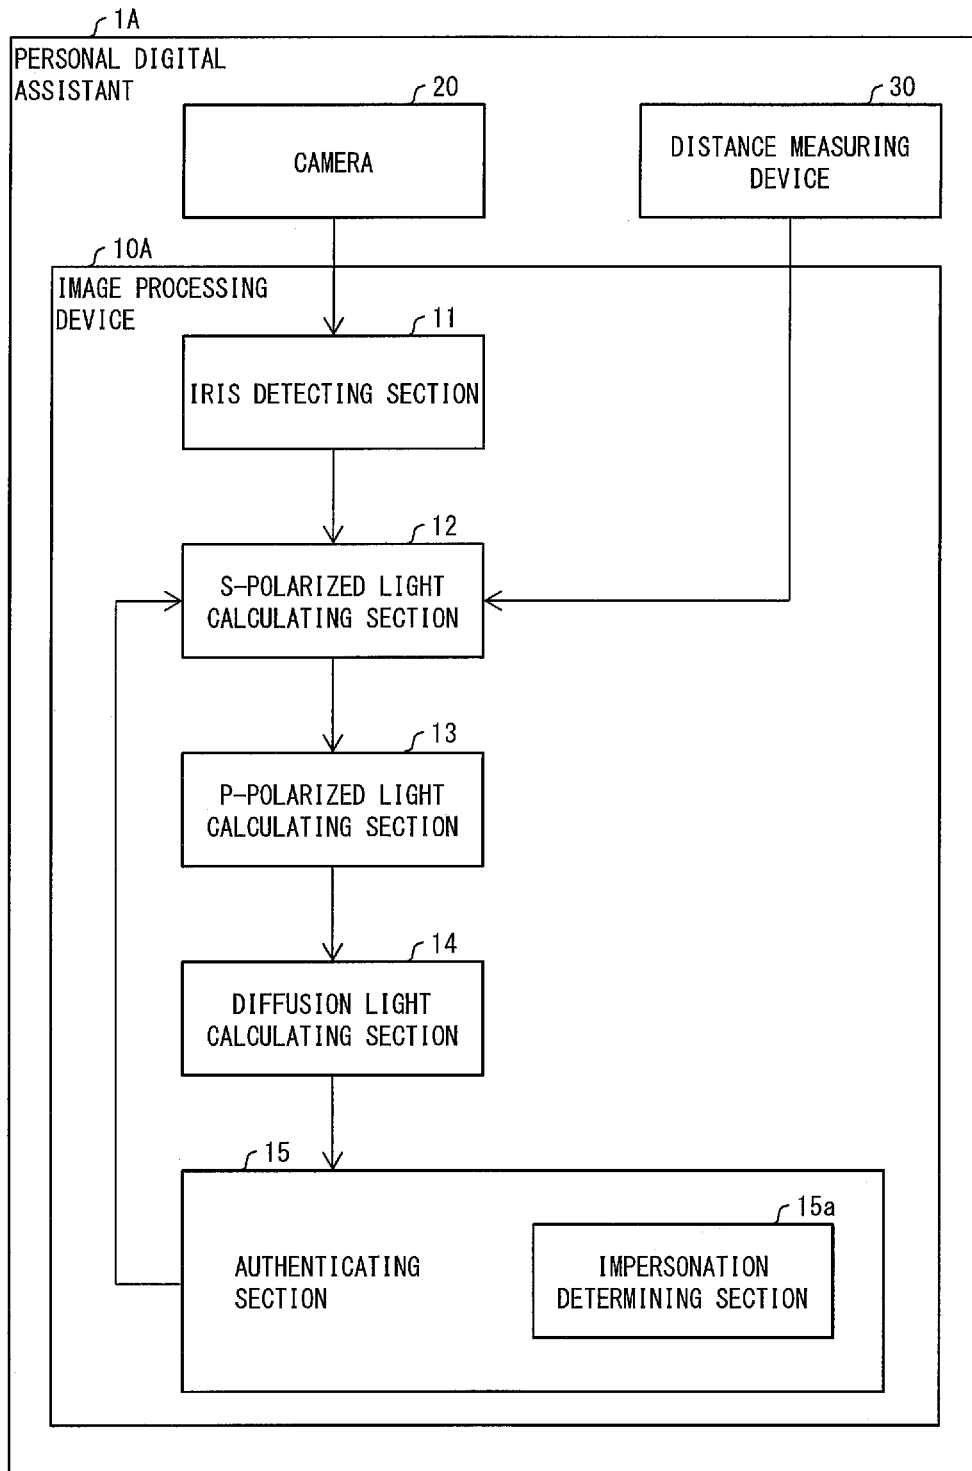 1A
PERSONAL DIGITAL
ASSISTANT
20
CAMERA
30
DISTANCE MEASURING
DEVICE
10A
IMAGE PROCESSING
DEVICE
11
IRIS DETECTING SECTION
12
S-POLARIZED LIGHT
CALCULATING SECTION
13
P-POLARIZED LIGHT
CALCULATING SECTION
14
DIFFUSION LIGHT
CALCULATING SECTION
15
AUTHENTICATING
SECTION
15a
IMPERSONATION
DETERMINING SECTION